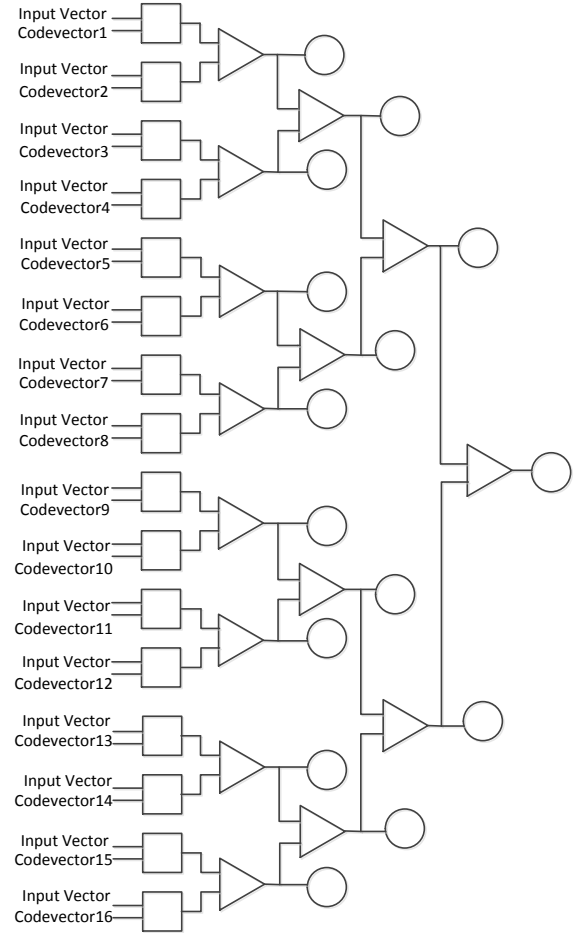 Input Vector
Codevector1
Input Vector
Codevector2
Input Vector
Codevector3
Input Vector
Codevector4
Input Vector
Codevector5
Input Vector
Codevector6
Input Vector
Codevector7
Input Vector
Codevector8
Input Vector
Codevector9
Input Vector
Codevector10
Input Vector
Codevector11
Input Vector
Codevector12
Input Vector
Codevector13
Input Vector
Codevector14
Input Vector
Codevector15
Input Vector
Codevector16